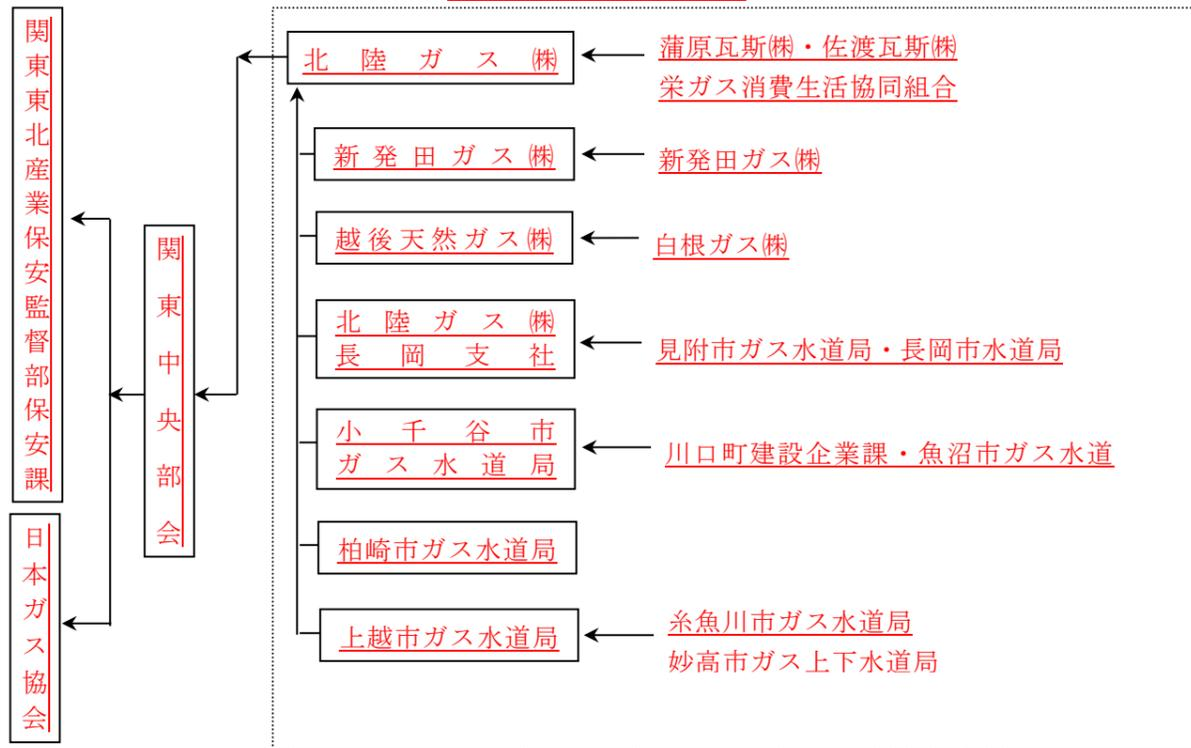 関東東北産業保安監督部保安課
日本ガス協会
関東中央部会
北陸ガス㈱
蒲原瓦斯㈱・佐渡瓦斯㈱
栄ガス消費生活協同組合
新発田ガス㈱
新発田ガス㈱
越後天然ガス㈱
白根ガス㈱
北陸ガス㈱
長岡支社
見附市ガス水道局・長岡市水道局
小千谷市
ガス水道局
川口町建設企業課・魚沼市ガス水道
柏崎市ガス水道局
上越市ガス水道局
糸魚川市ガス水道局
妙高市ガス上下水道局